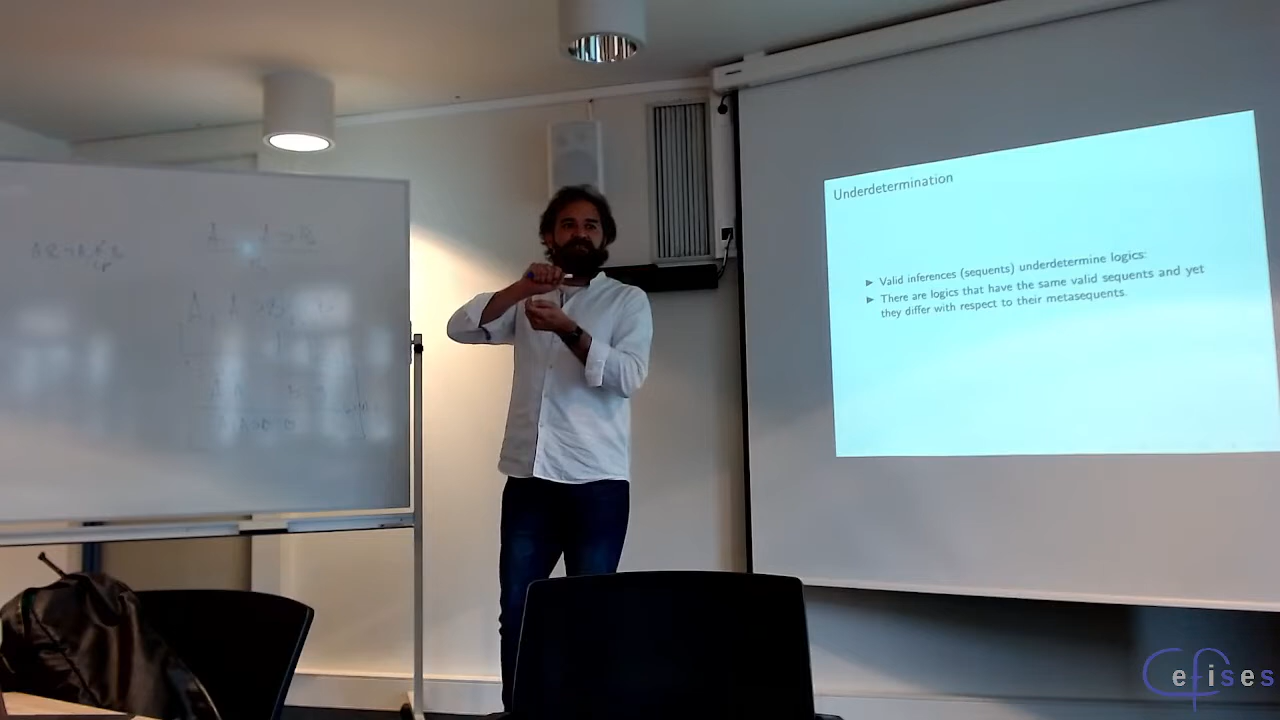 Underdetermination
► Valid inferences (sequents) underdetermine logics:
► There are logics that have the same valid sequents and yet
they differ with respect to their metasequents.
Cefises